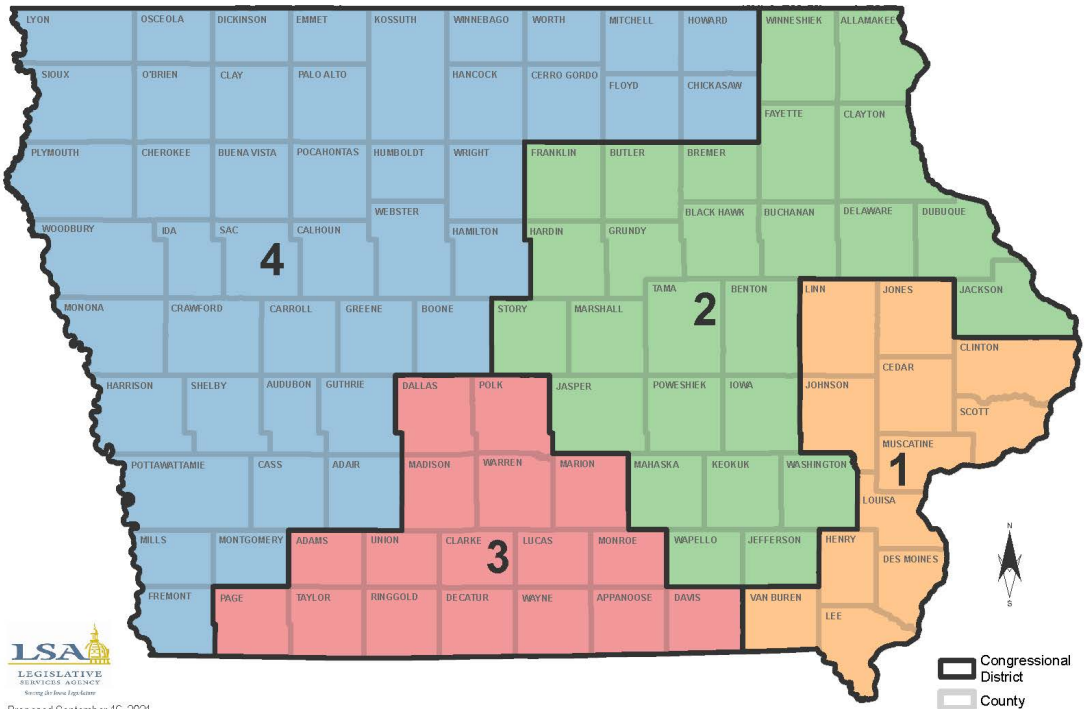 LYON OSCEOLA DICKINSON EMMET KOSSUTH WINNEBAGO WORTH MITCHELL HOWARD WINNESHIEK ALLAMAKEE
SIOUX O'BRIEN CLAY PALO ALTO HANCOCK CERRO GORDO FLOYD CHICKASAW
FAYETTE CLAYTON
PLYMOUTH CHEROKEE BUENA VISTA POCAHONTAS HUMBOLDT WRIGHT FRANKLIN BUTLER BREMER
WEBSTER BLACK HAWK BUCHANAN DELAWARE DUBUQUE
WOODBURY IDA SAC CALHOUN HAMILTON HARDIN GRUNDY
4
TAMA BENTON LINN JONES JACKSON
2
MONONA CRAWFORD CARROLL GREENE BOONE STORY MARSHALL
CLINTON
CEDAR
HARRISON SHELBY AUDUBON GUTHRIE DALLAS POLK JASPER POWESHIEK IOWA JOHNSON
SCOTT
MUSCATINE
POTTAWATTAMIE CASS ADAIR MADISON WARREN MARION MAHASKA KEOKUK WASHINGTON
1
LOUISA
MILLS MONTGOMERY ADAMS UNION CLARKE LUCAS MONROE WAPELLO JEFFERSON HENRY
3
DES MOINES
FREMONT PAGE TAYLOR RINGGOLD DECATUR WAYNE APPANOOSE DAVIS VAN BUREN
LEE
N
S
LSA
LEGISLATIVE
SERVICES AGENCY
Serving the Iowa Legislature
Congressional
District
County